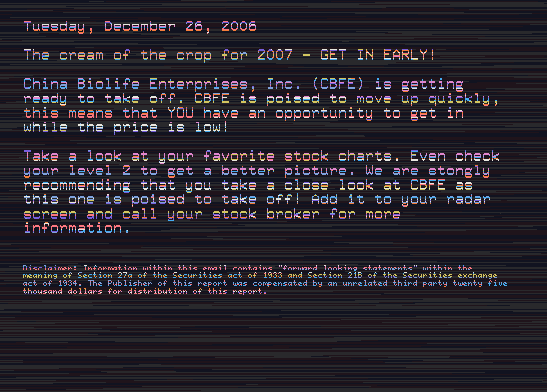 Tuesday, December 26, 2006
The cream of the crop for 2007 - GET IN EARLY!
China Biolife Enterprises, Inc. (CBFE) is getting
ready to take off. CBFE is poised to move up quickly,
this means that YOU have an opportunity to get in
while the price is low!
Take a look at your favorite stock charts. Even check
your level 2 to get a better picture. We are stongly
recommending that you take a close look at CBFE as
this one is poised to take off! Add it to your radar
screen and call your stock broker for more
information.
Disclaimer: Information within this email contains "forward looking statements" within the
meaning of Section 27a of the Securities act of 1933 and Section 21B of the Securities exchange
act of 1934. The Publisher of this report was compensated by an unrelated third party twenty five
thousand dollars for distribution of this report.